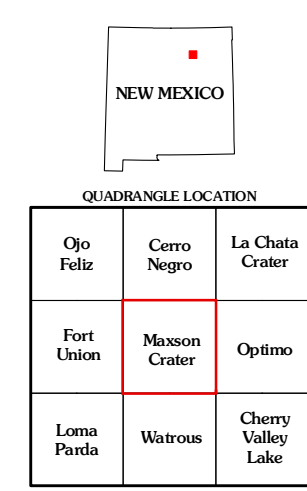 NEW MEXICO
QUADRANGLE LOCATION
Ojo
Feliz
Cerro
Negro
La Chata
Crater
Fort
Union
Maxson
Crater
Optimo
Loma
Parda
Watrous
Cherry
Valley
Lake